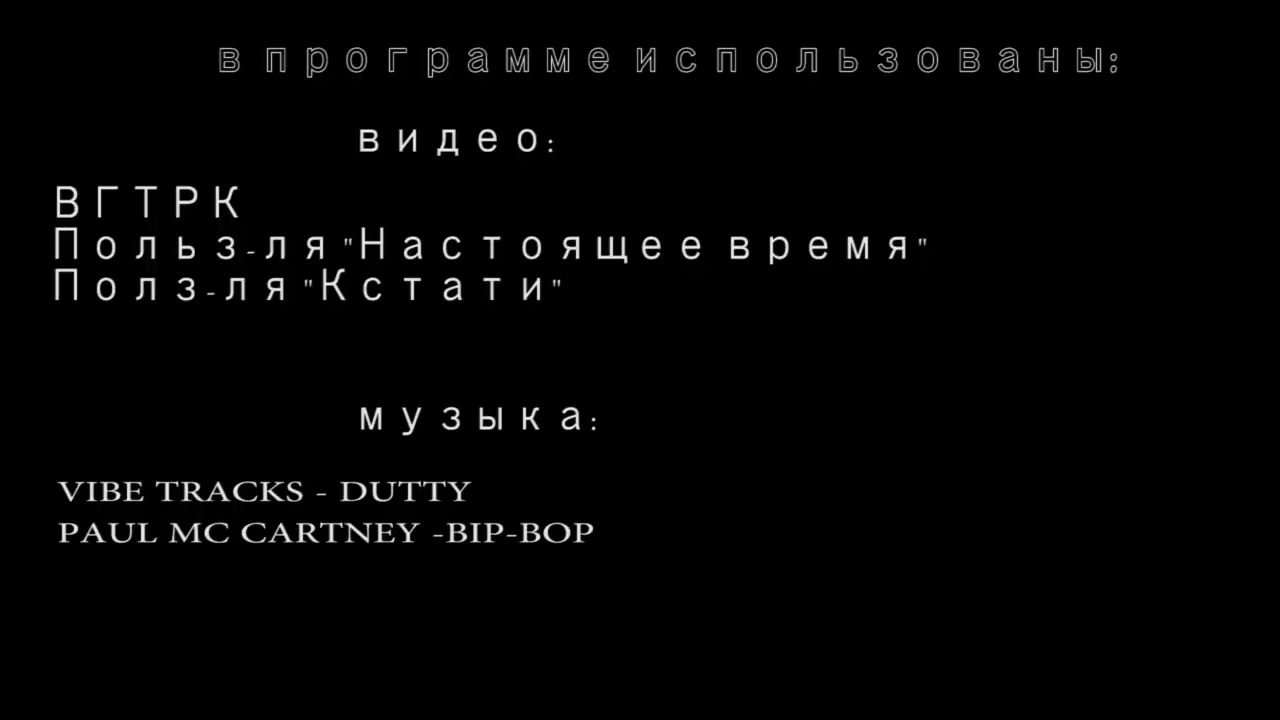 в программе использованы:
видео:
ВГТРК
Польз-ля "Настоящее время"
Полз-ля "Кстати"
музыка:
VIBE TRACKS - DUTTY
PAUL MC CARTNEY -BIP-BOP